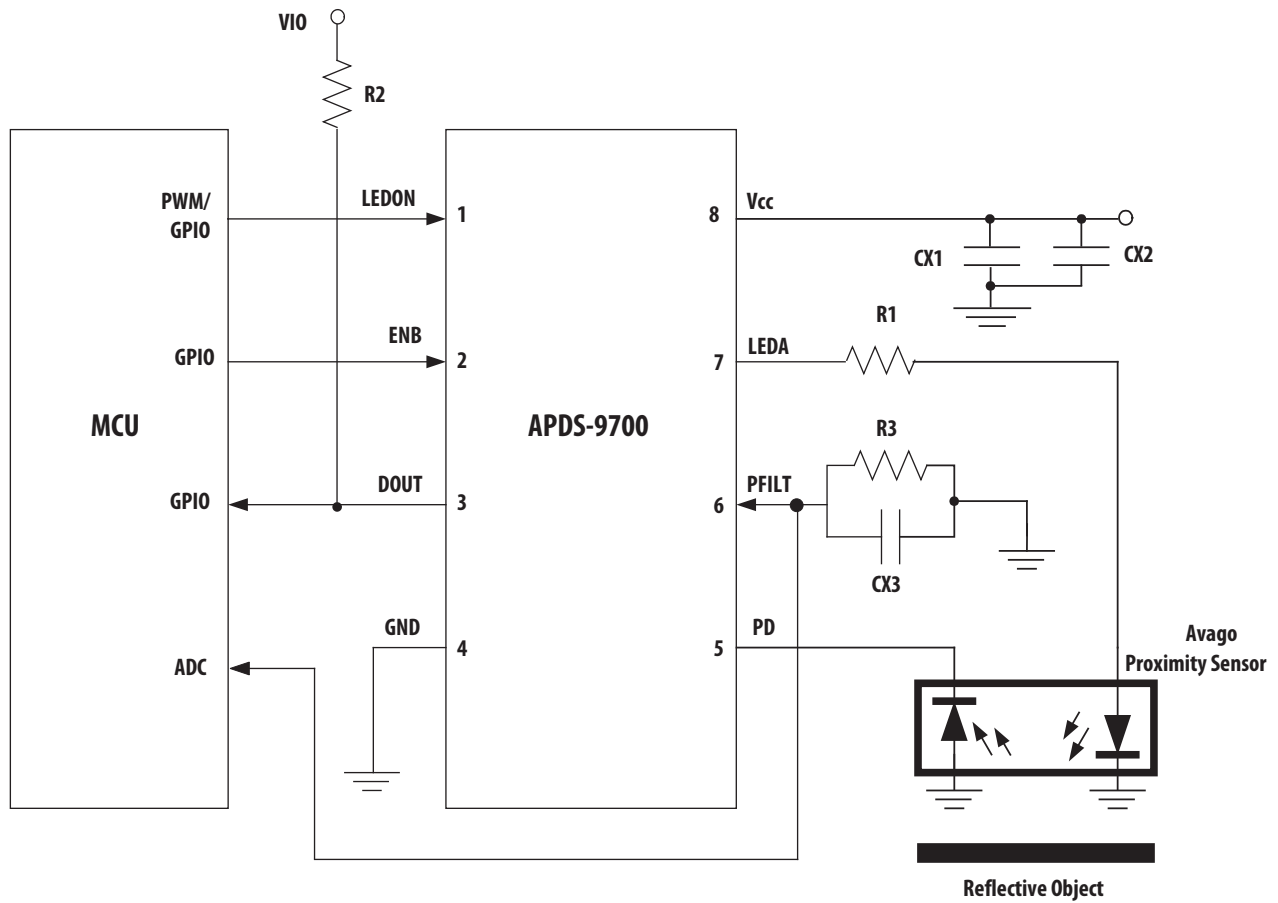 VIO
R2
MCU
PWM/
GPIO
LEDON
1
GPIO
ENB
2
GPIO
DOUT
3
ADC
GND
4
APDS-9700
8
Vcc
CX1
CX2
7
LEDA
R1
6
PFILT
R3
CX3
5
PD
Avago
Proximity Sensor
Reflective Object